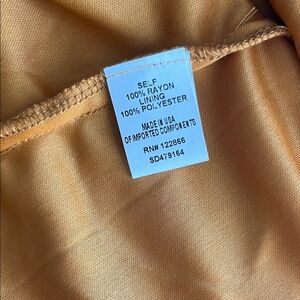 SELF
100% RAYON
LINING
100% POLYESTER
MADE IN USA
OF IMPORTED COMPONENTS
RN# 122866
SD479164